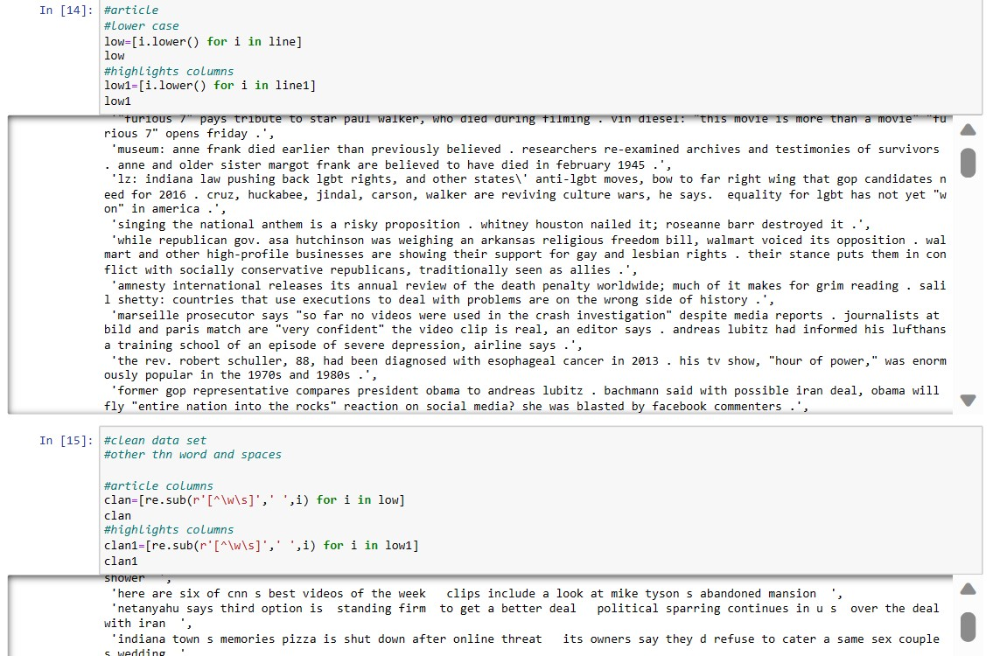 In [14]: #article
#lower case
low=[i.lower() for i in line]
low
#highlights columns
low1=[i.lower() for i in line1]
low1
'"furious 7" pays tribute to star paul walker, who died during filming . vin diesel: "this movie is more than a movie" "fu
rious 7" opens friday .',
'museum: anne frank died earlier than previously believed . researchers re-examined archives and testimonies of survivors
. anne and older sister margot frank are believed to have died in february 1945 .',
'lz: indiana law pushing back lgbt rights, and other states\' anti-lgbt moves, bow to far right wing that gop candidates n
eed for 2016 . cruz, huckabee, jindal, carson, walker are reviving culture wars, he says.  equality for lgbt has not yet "w
on" in america .',
'singing the national anthem is a risky proposition . whitney houston nailed it; roseanne barr destroyed it .',
'while republican gov. asa hutchinson was weighing an arkansas religious freedom bill, walmart voiced its opposition . wal
mart and other high-profile businesses are showing their support for gay and lesbian rights . their stance puts them in con
flict with socially conservative republicans, traditionally seen as allies .',
'amnesty international releases its annual review of the death penalty worldwide; much of it makes for grim reading . sali
l shetty: countries that use executions to deal with problems are on the wrong side of history .',
'marseille prosecutor says "so far no videos were used in the crash investigation" despite media reports . journalists at
bild and paris match are "very confident" the video clip is real, an editor says . andreas lubitz had informed his lufthans
a training school of an episode of severe depression, airline says .',
'the rev. robert schuller, 88, had been diagnosed with esophageal cancer in 2013 . his tv show, "hour of power," was enorm
ously popular in the 1970s and 1980s .',
'former gop representative compares president obama to andreas lubitz . bachmann said with possible iran deal, obama will
fly "entire nation into the rocks" reaction on social media? she was blasted by facebook commenters .',
In [15]: #clean data set
#other thn word and spaces
#article columns
clan=[re.sub(r'[^\w\s]',' ',i) for i in low]
clan
#highlights columns
clan1=[re.sub(r'[^\w\s]',' ',i) for i in low1]
clan1
shower  ',
'here are six of cnn s best videos of the week   clips include a look at mike tyson s abandoned mansion  ',
'netanyahu says third option is  standing firm  to get a better deal   political sparring continues in u s  over the deal
with iran  ',
'indiana town s memories pizza is shut down after online threat   its owners say they d refuse to cater a same sex couple
s wedding  '